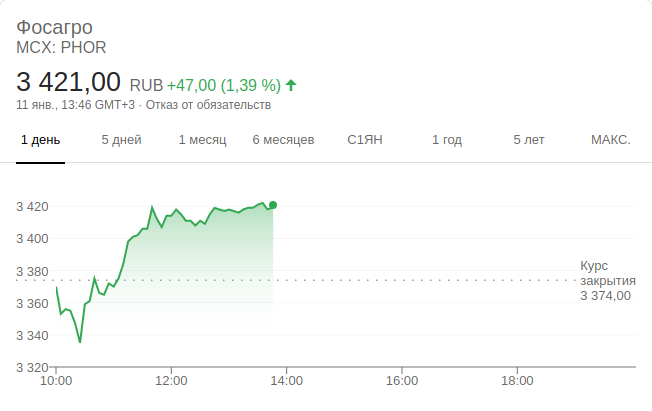 Фосагро
MCX: PHOR
3 421,00 RUB +47,00 (1,39 %)
11 янв., 13:46 GMT+3 · Отказ от обязательств
1 день 5 дней 1 месяц 6 месяцев С1ЯН 1 год 5 лет МАКС.
3 420
3 400
3 380
3 360
3 340
3 320
Курс
закрытия
3 374,00
10:00 12:00 14:00 16:00 18:00